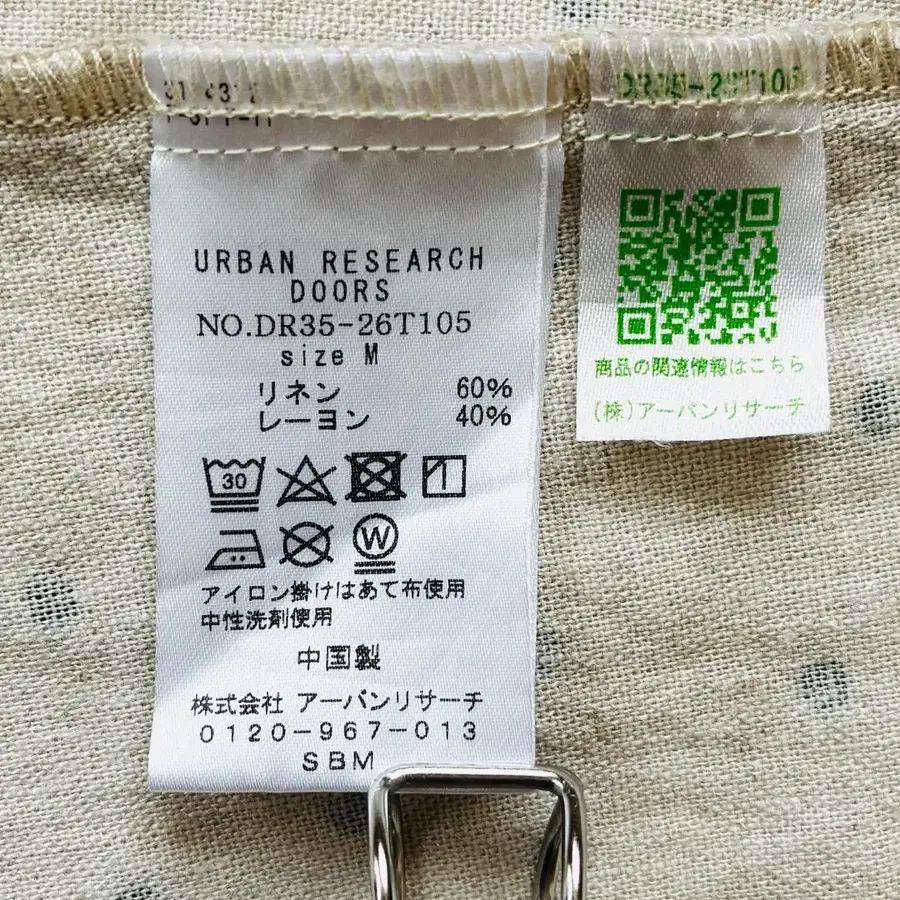 URBAN RESEARCH
DOORS
NO.DR35-26T105
size M
リネン 60%
レーヨン 40%
30
W
アイロン掛けはあて布使用
中性洗剤使用
中国製
株式会社 アーバンリサーチ
0120-967-013
SBM
DR35-26T105
商品の関連情報はこちら
(株)アーバンリサーチ